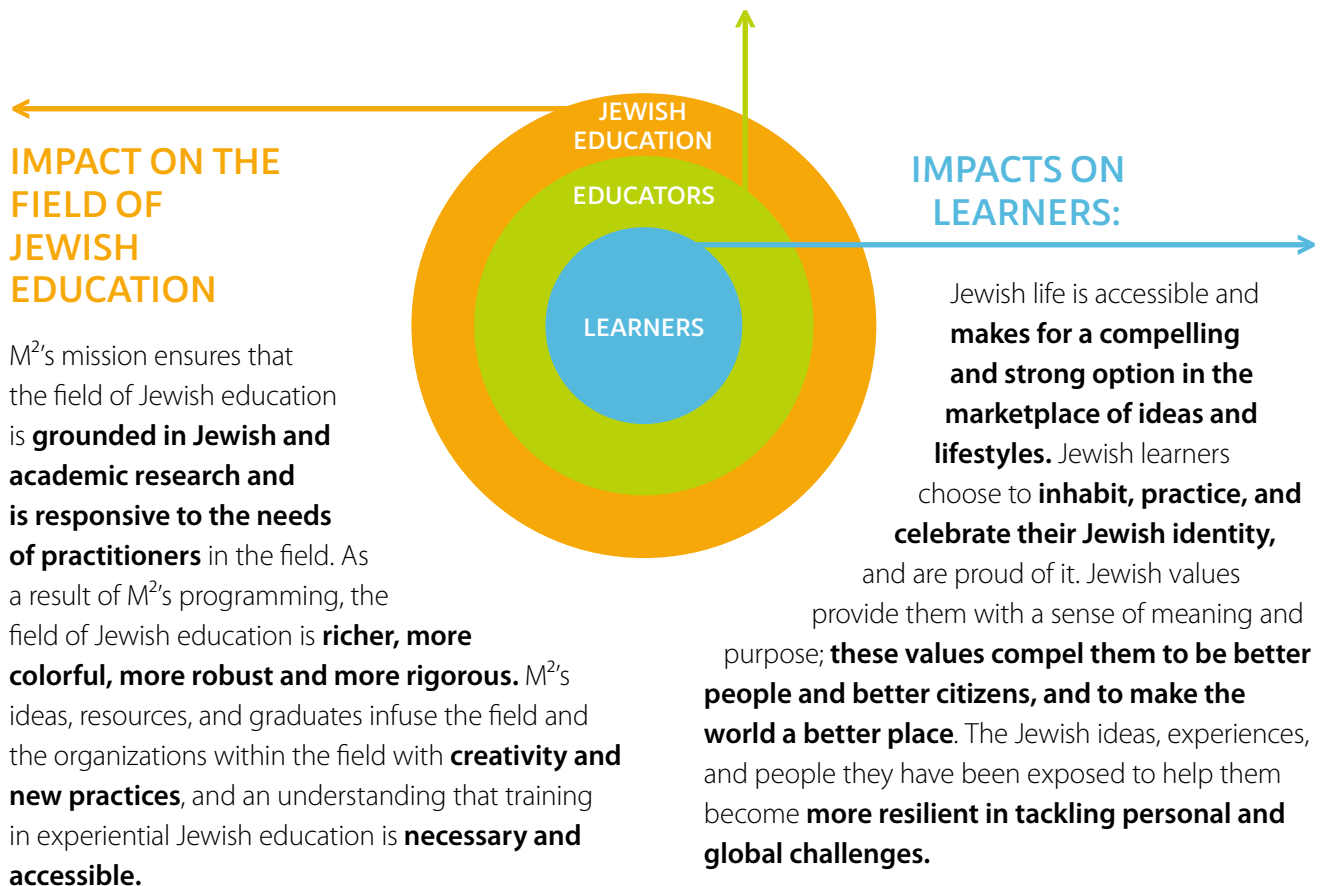 JEWISH
EDUCATION
EDUCATORS
LEARNERS
IMPACT ON THE
FIELD OF
JEWISH
EDUCATION
M²’s mission ensures that
the field of Jewish education
is grounded in Jewish and
academic research and
is responsive to the needs
of practitioners in the field. As
a result of M²’s programming, the
field of Jewish education is richer, more
colorful, more robust and more rigorous. M²’s
ideas, resources, and graduates infuse the field and
the organizations within the field with creativity and
new practices, and an understanding that training
in experiential Jewish education is necessary and
accessible.
IMPACTS ON
LEARNERS:
Jewish life is accessible and
makes for a compelling
and strong option in the
marketplace of ideas and
lifestyles. Jewish learners
choose to inhabit, practice, and
celebrate their Jewish identity,
and are proud of it. Jewish values
provide them with a sense of meaning and
purpose; these values compel them to be better
people and better citizens, and to make the
world a better place. The Jewish ideas, experiences,
and people they have been exposed to help them
become more resilient in tackling personal and
global challenges.